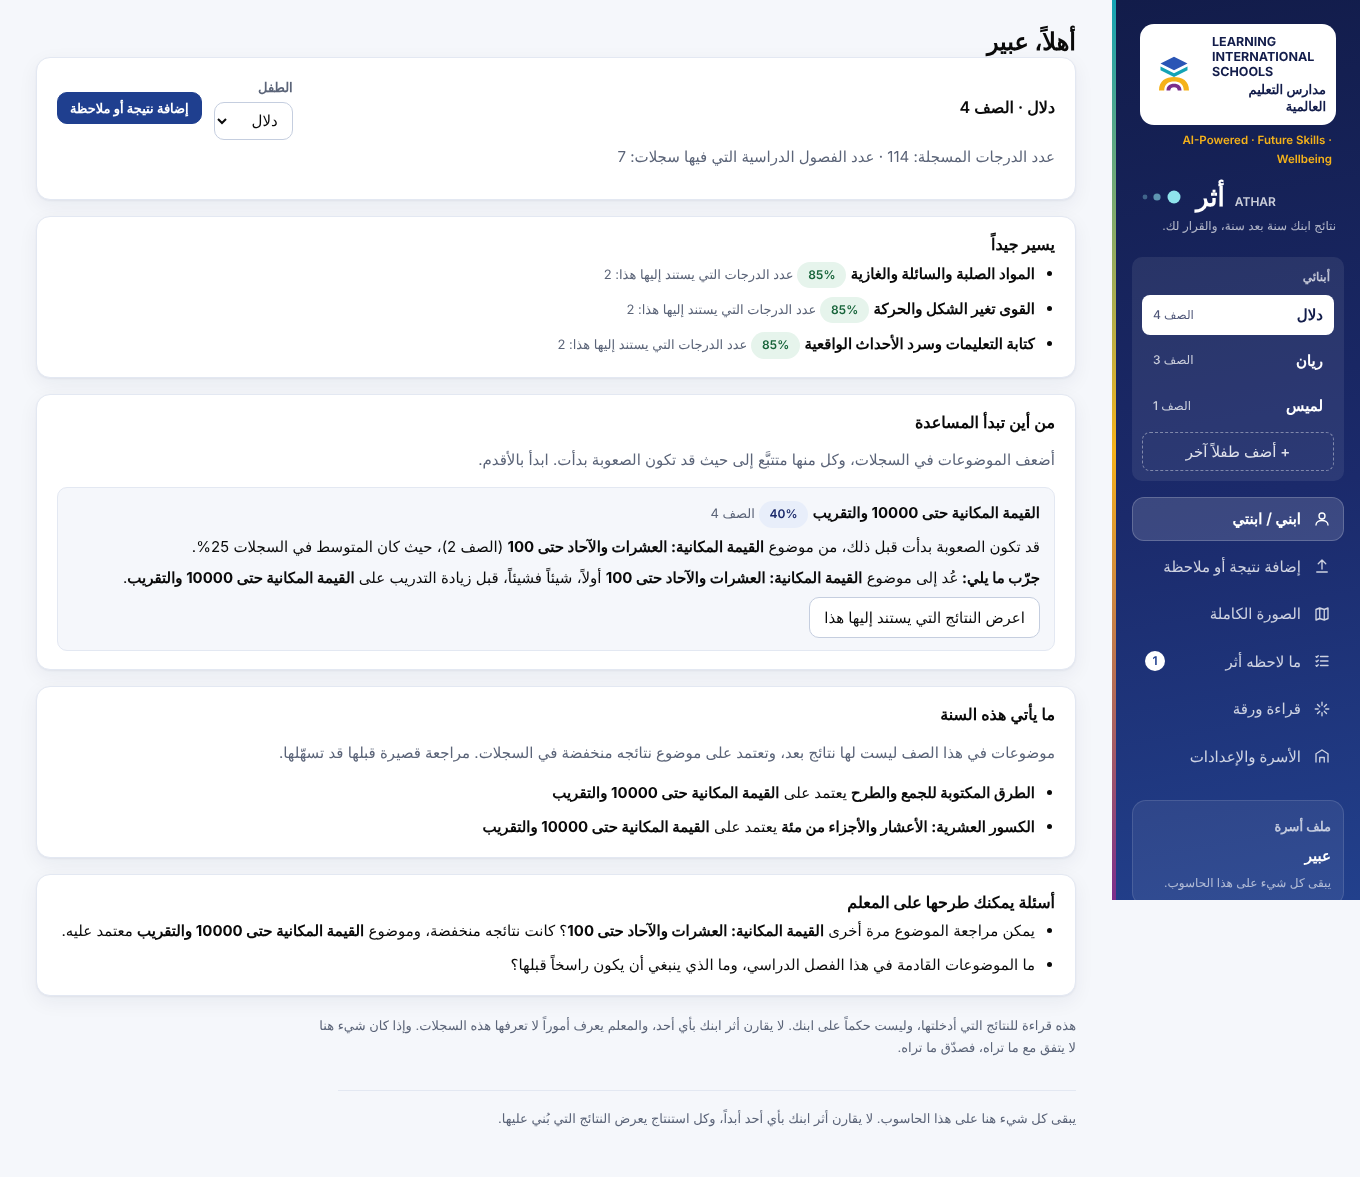 LEARNING
INTERNATIONAL
SCHOOLS
مدارس التعليم
العالمية
AI-Powered · Future Skills ·
Wellbeing
أثر ATHAR
نتائج ابنك سنة بعد سنة، والقرار لك.
أبنائي
دلال الصف 4
ريان الصف 3
لميس الصف 1
+ أضف طفلاً آخر
ابني / ابنتي
إضافة نتيجة أو ملاحظة
الصورة الكاملة
ما لاحظه أثر 1
قراءة ورقة
الأسرة والإعدادات
ملف أسرة
عبير
يبقى كل شيء على هذا الحاسوب.
أهلاً، عبير
دلال · الصف 4
الطفل
دلال
إضافة نتيجة أو ملاحظة
عدد الدرجات المسجلة: 114 · عدد الفصول الدراسية التي فيها سجلات: 7
يسير جيداً
المواد الصلبة والسائلة والغازية 85% عدد الدرجات التي يستند إليها هذا: 2
القوى تغير الشكل والحركة 85% عدد الدرجات التي يستند إليها هذا: 2
كتابة التعليمات وسرد الأحداث الواقعية 85% عدد الدرجات التي يستند إليها هذا: 2
من أين تبدأ المساعدة
أضعف الموضوعات في السجلات، وكل منها متتبَّع إلى حيث قد تكون الصعوبة بدأت. ابدأ بالأقدم.
القيمة المكانية حتى 10000 والتقريب 40% الصف 4
قد تكون الصعوبة بدأت قبل ذلك، من موضوع القيمة المكانية: العشرات والآحاد حتى 100 (الصف 2)، حيث كان المتوسط في السجلات 25%.
جرّب ما يلي: عُد إلى موضوع القيمة المكانية: العشرات والآحاد حتى 100 أولاً، شيئاً فشيئاً، قبل زيادة التدريب على القيمة المكانية حتى 10000 والتقريب.
اعرض النتائج التي يستند إليها هذا
ما يأتي هذه السنة
موضوعات في هذا الصف ليست لها نتائج بعد، وتعتمد على موضوع نتائجه منخفضة في السجلات. مراجعة قصيرة قبلها قد تسهّلها.
الطرق المكتوبة للجمع والطرح يعتمد على القيمة المكانية حتى 10000 والتقريب
الكسور العشرية: الأعشار والأجزاء من مئة يعتمد على القيمة المكانية حتى 10000 والتقريب
أسئلة يمكنك طرحها على المعلم
يمكن مراجعة الموضوع مرة أخرى القيمة المكانية: العشرات والآحاد حتى 100؟ كانت نتائجه منخفضة، وموضوع القيمة المكانية حتى 10000 والتقريب معتمد عليه.
ما الموضوعات القادمة في هذا الفصل الدراسي، وما الذي ينبغي أن يكون راسخاً قبلها؟
هذه قراءة للنتائج التي أدخلتها، وليست حكماً على ابنك. لا يقارن أثر ابنك بأي أحد، والمعلم يعرف أموراً لا تعرفها هذه السجلات. وإذا كان شيء هنا
لا يتفق مع ما تراه، فصدّق ما تراه.
يبقى كل شيء هنا على هذا الحاسوب. لا يقارن أثر ابنك بأي أحد أبداً، وكل استنتاج يعرض النتائج التي بُني عليها.